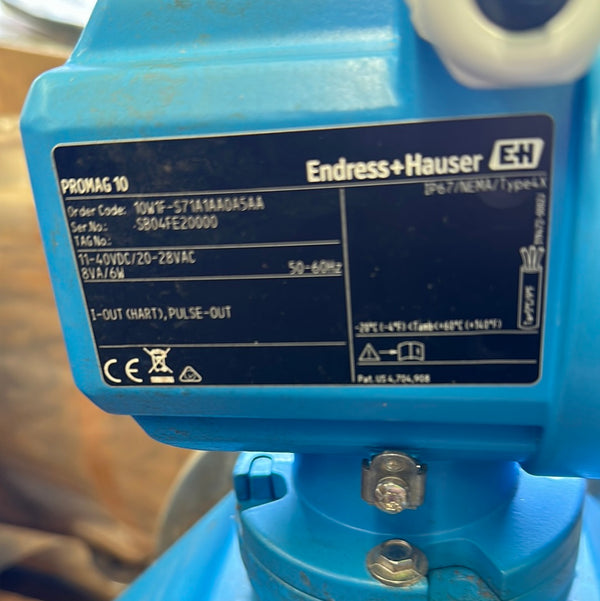 Endress+Hauser EH
PROMAG 10
IP67/NEMA/Type4X
Order Code: 10W1F-S71A1AA0A5AA
Ser.No.: SB04FE20000
TAG No.:
11-40VDC/20-28VAC
8VA/6W 50-60Hz
I-OUT (HART), PULSE-OUT
-20°C (-4°F) <Tamb< +60°C (+140°F)
CE
Pat. US 4,704,908